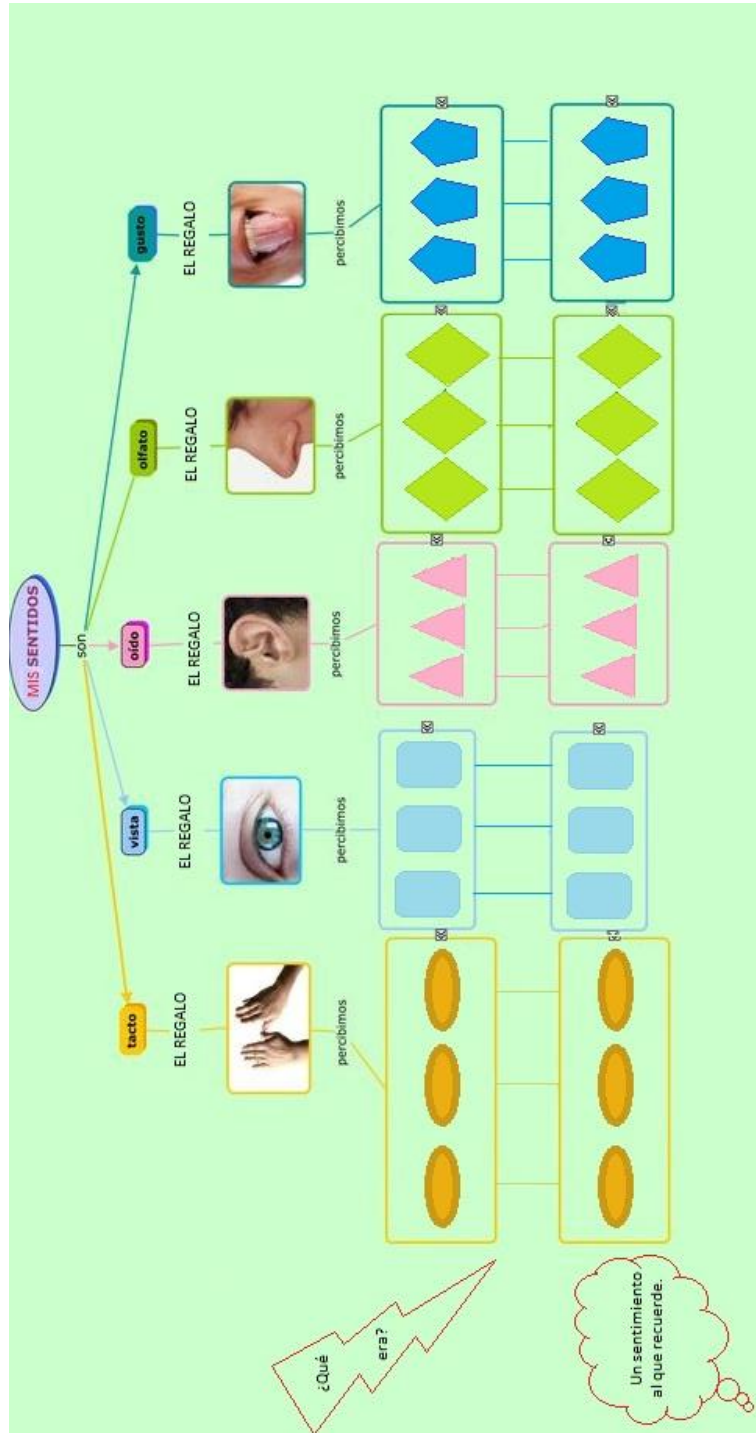 MIS SENTIDOS
son
tacto
vista
oído
olfato
gusto
EL REGALO
EL REGALO
EL REGALO
EL REGALO
EL REGALO
percibimos
percibimos
percibimos
percibimos
percibimos
¿Qué
era?
Un sentimiento
al que recuerde.